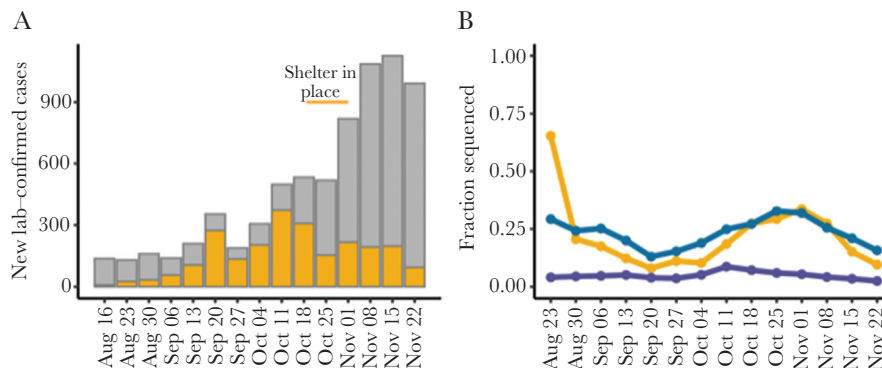 A
New lab–confirmed cases
900
600
300
0
Shelter in
place
Aug 16
Aug 23
Aug 30
Sep 06
Sep 13
Sep 20
Sep 27
Oct 04
Oct 11
Oct 18
Oct 25
Nov 01
Nov 08
Nov 15
Nov 22
B
Fraction sequenced
1.00
0.75
0.50
0.25
0.00
Aug 23
Aug 30
Sep 06
Sep 13
Sep 20
Sep 27
Oct 04
Oct 11
Oct 18
Oct 25
Nov 01
Nov 08
Nov 15
Nov 22